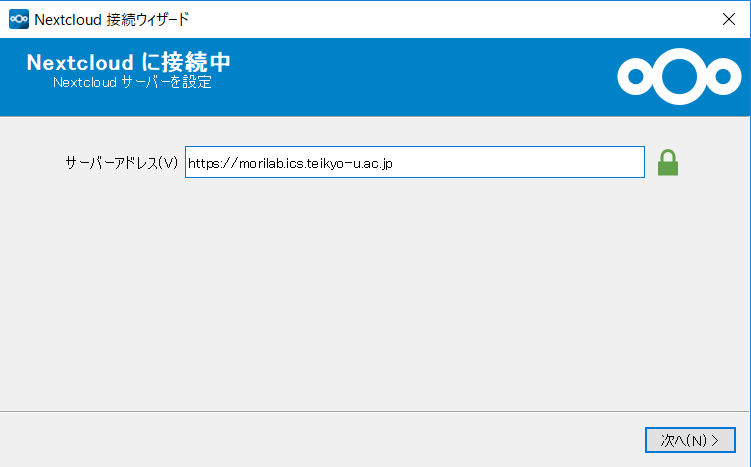 Nextcloud 接続ウィザード
Nextcloud に接続中
Nextcloud サーバーを設定
サーバーアドレス(V) https://morilab.ics.teikyo-u.ac.jp
次へ(N) >